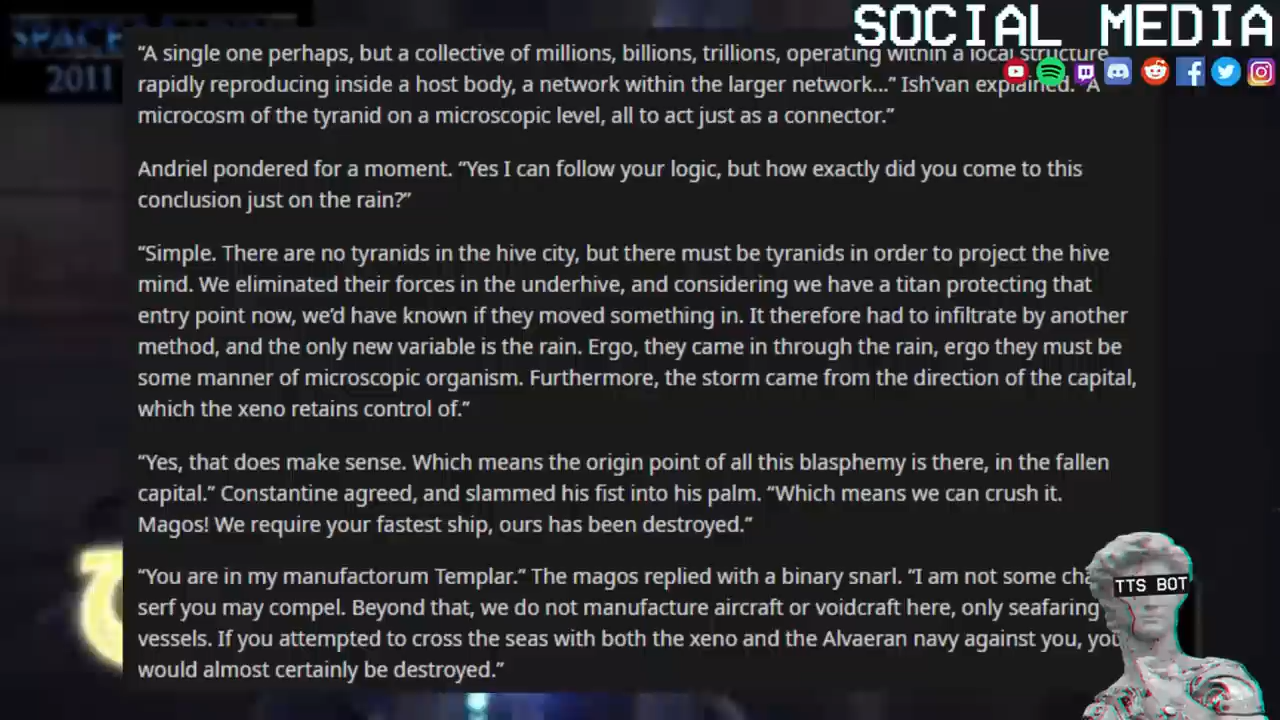 SOCIAL MEDIA
SPACE
2011
“A single one perhaps, but a collective of millions, billions, trillions, operating within a local structure
rapidly reproducing inside a host body, a network within the larger network...” Ish’van explained. “A
microcosm of the tyranid on a microscopic level, all to act just as a connector.”
Andriel pondered for a moment. “Yes I can follow your logic, but how exactly did you come to this
conclusion just on the rain?”
“Simple. There are no tyranids in the hive city, but there must be tyranids in order to project the hive
mind. We eliminated their forces in the underhive, and considering we have a titan protecting that
entry point now, we’d have known if they moved something in. It therefore had to infiltrate by another
method, and the only new variable is the rain. Ergo, they came in through the rain, ergo they must be
some manner of microscopic organism. Furthermore, the storm came from the direction of the capital,
which the xeno retains control of.”
“Yes, that does make sense. Which means the origin point of all this blasphemy is there, in the fallen
capital.” Constantine agreed, and slammed his fist into his palm. “Which means we can crush it.
Magos! We require your fastest ship, ours has been destroyed.”
“You are in my manufactorum Templar.” The magos replied with a binary snarl. “I am not some
serf you may compel. Beyond that, we do not manufacture aircraft or voidcraft here, only seafaring
vessels. If you attempted to cross the seas with both the xeno and the Alvaeran navy against you, you
would almost certainly be destroyed.”
TTS BOT